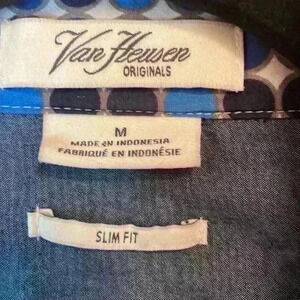 Van Heusen
ORIGINALS
M
MADE IN INDONESIA
FABRIQUÉ EN INDONÉSIE
SLIM FIT